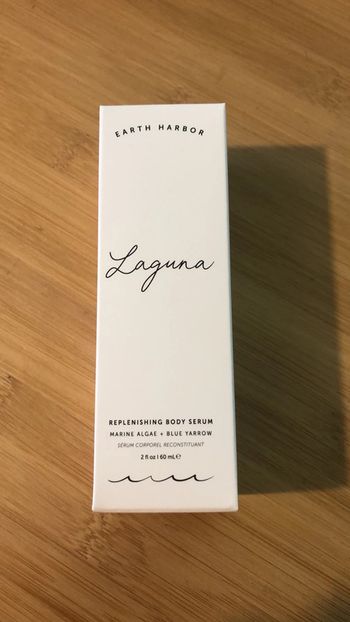 EARTH HARBOR
Laguna
REPLENISHING BODY SERUM
MARINE ALGAE + BLUE YARROW
SÉRUM CORPOREL RECONSTITUANT
2 fl oz | 60 mL ℮